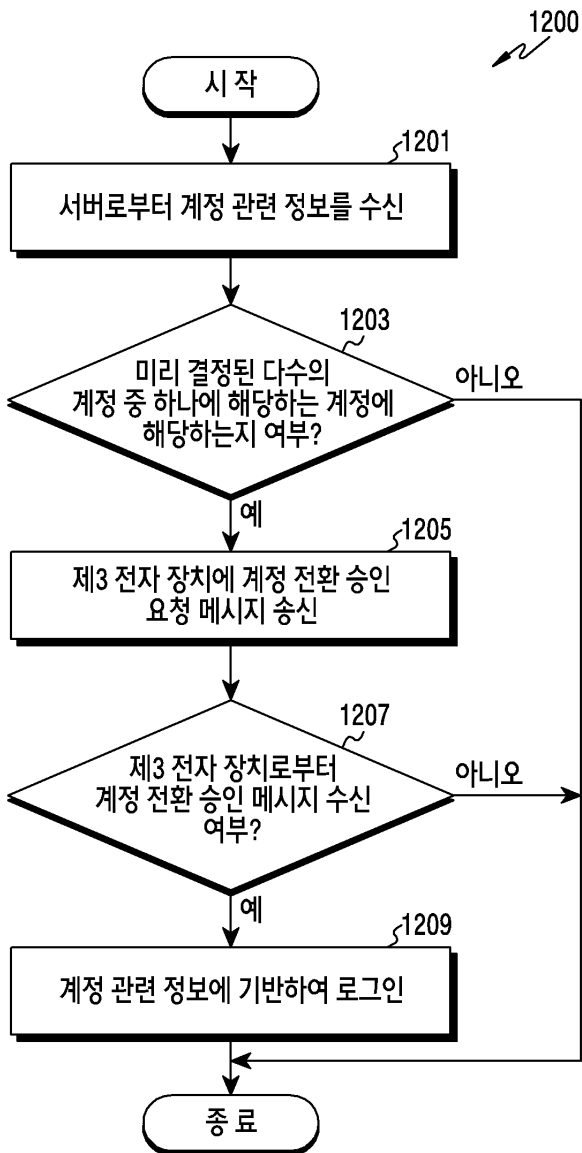 1200
시 작
1201
서버로부터 계정 관련 정보를 수신
1203
미리 결정된 다수의
계정 중 하나에 해당하는 계정에
해당하는지 여부?
아니오
예
1205
제3 전자 장치에 계정 전환 승인
요청 메시지 송신
1207
제3 전자 장치로부터
계정 전환 승인 메시지 수신
여부?
아니오
예
1209
계정 관련 정보에 기반하여 로그인
종 료